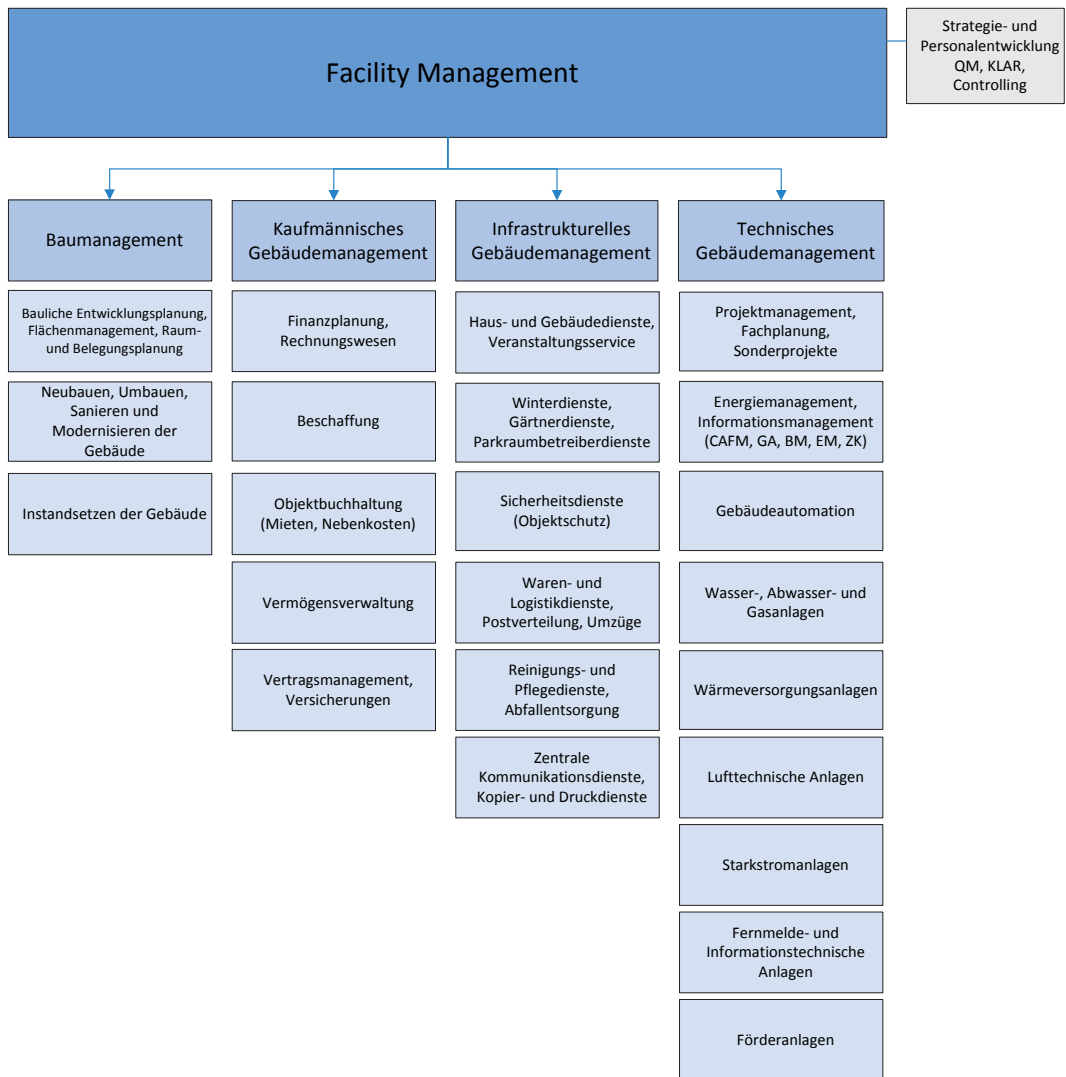 Facility Management
Strategie- und
Personalentwicklung
QM, KLAR,
Controlling
Baumanagement
Bauliche Entwicklungsplanung,
Flächenmanagement, Raum-
und Belegungsplanung
Neubauen, Umbauen,
Sanieren und
Modernisieren der
Gebäude
Instandsetzen der Gebäude
Kaufmännisches
Gebäudemanagement
Finanzplanung,
Rechnungswesen
Beschaffung
Objektbuchhaltung
(Mieten, Nebenkosten)
Vermögensverwaltung
Vertragsmanagement,
Versicherungen
Infrastrukturelles
Gebäudemanagement
Haus- und Gebäudedienste,
Veranstaltungsservice
Winterdienste,
Gärtnerdienste,
Parkraumbetreiberdienste
Sicherheitsdienste
(Objektschutz)
Waren- und
Logistikdienste,
Postverteilung, Umzüge
Reinigungs- und
Pflegedienste,
Abfallentsorgung
Zentrale
Kommunikationsdienste,
Kopier- und Druckdienste
Technisches
Gebäudemanagement
Projektmanagement,
Fachplanung,
Sonderprojekte
Energiemanagement,
Informationsmanagement
(CAFM, GA, BM, EM, ZK)
Gebäudeautomation
Wasser-, Abwasser- und
Gasanlagen
Wärmeversorgungsanlagen
Lufttechnische Anlagen
Starkstromanlagen
Fernmelde- und
Informationstechnische
Anlagen
Förderanlagen